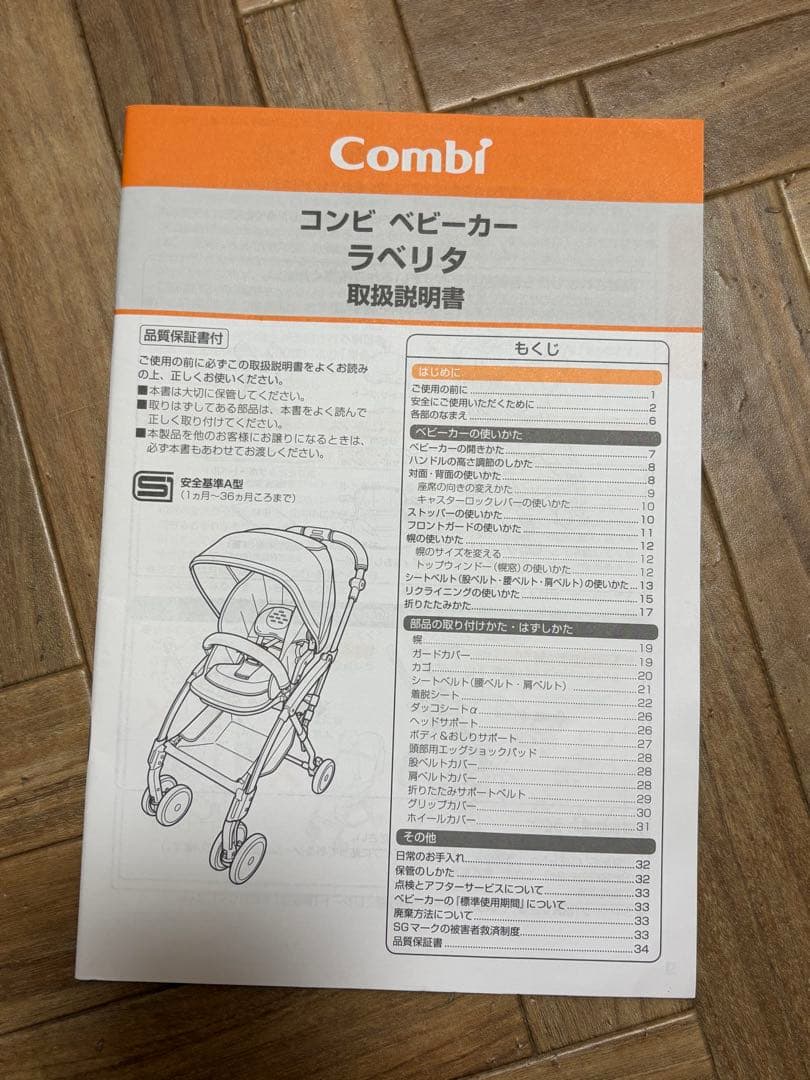 Combi
コンビ ベビーカー
ラベリタ
取扱説明書
品質保証書付
ご使用の前に必ずこの取扱説明書をよくお読み
の上、正しくお使いください。
■本書は大切に保管してください。
■取りはずしてある部品は、本書をよく読んで
正しく取り付けてください。
■本製品を他のお客様にお譲りになるときは、
必ず本書もあわせてお渡しください。
安全基準A型
(1ヵ月〜36ヵ月ころまで)
もくじ
はじめに
ご使用の前に 1
安全にご使用いただくために 2
各部のなまえ 6
ベビーカーの使いかた
ベビーカーの開きかた 7
ハンドルの高さ調節のしかた 8
対面・背面の使いかた 8
座席の向きの変えかた 9
キャスターロックレバーの使いかた 10
ストッパーの使いかた 10
フロントガードの使いかた 11
幌の使いかた 12
幌のサイズを変える 12
トップウィンドー(幌窓)の使いかた 12
シートベルト(股ベルト・腰ベルト・肩ベルト)の使いかた 13
リクライニングの使いかた 15
折りたたみかた 17
部品の取り付けかた・はずしかた
幌 19
ガードカバー 19
カゴ 20
シートベルト(腰ベルト・肩ベルト) 21
着脱シート 22
ダッコシートα 26
ヘッドサポート 26
ボディ&おしりサポート 27
頭部用エッグショックパッド 28
股ベルトカバー 28
肩ベルトカバー 28
折りたたみサポートベルト 29
グリップカバー 30
ホイールカバー 31
その他
日常のお手入れ 32
保管のしかた 32
点検とアフターサービスについて 33
ベビーカーの「標準使用期間」について 33
廃棄方法について 33
SGマークの被害者救済制度 33
品質保証書 34